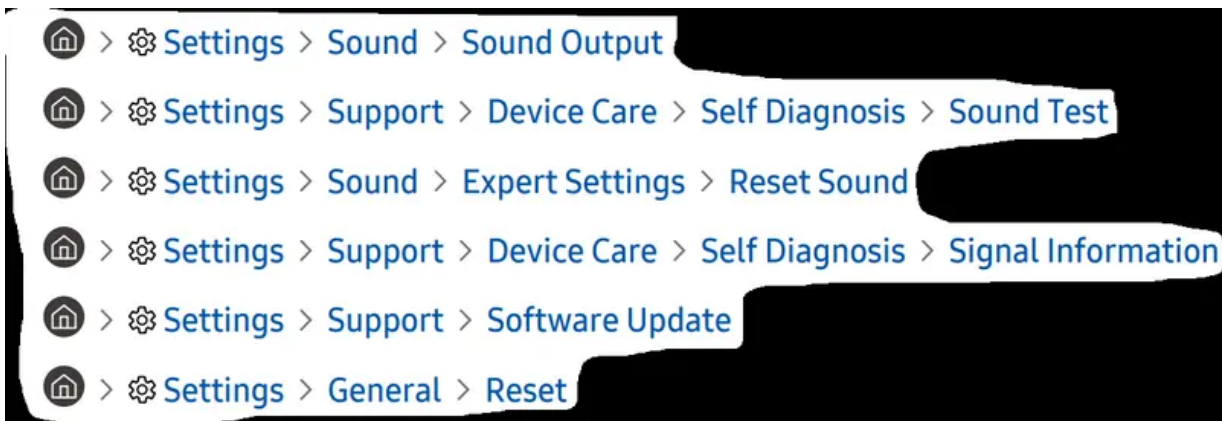 > Settings > Sound > Sound Output
> Settings > Support > Device Care > Self Diagnosis > Sound Test
> Settings > Sound > Expert Settings > Reset Sound
> Settings > Support > Device Care > Self Diagnosis > Signal Information
> Settings > Support > Software Update
> Settings > General > Reset